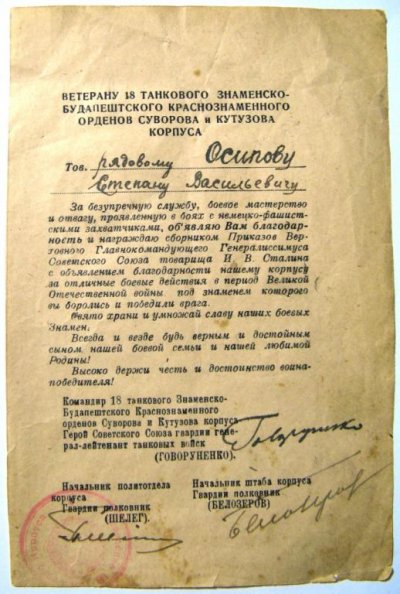 ВЕТЕРАНУ 18 ТАНКОВОГО ЗНАМЕНСКО-
БУДАПЕШТСКОГО КРАСНОЗНАМЕННОГО
ОРДЕНОВ СУВОРОВА и КУТУЗОВА
КОРПУСА
Тов. рядовому Осипову
Степану Васильевичу
За безупречную службу, боевое мастерство
и отвагу, проявленную в боях с немецко-фашист-
скими захватчиками, об'являю Вам благодар-
ность и награждаю сборником Приказов Вер-
ховного Главнокомандующего Генералиссимуса
Советского Союза товарища И. В. Сталина
с объявлением благодарности нашему корпусу
за отличные боевые действия в период Великой
Отечественной войны под знаменем которого
вы боролись и победили врага.
Свято храни и умножай славу наших боевых
Знамен.
Всегда и везде будь верным и достойным
сыном нашей боевой семьи и нашей любимой
Родины!
Высоко держи честь и достоинство воина-
победителя!
Командир 18 танкового Знаменско-
Будапештского Краснознаменного
орденов Суворова и Кутузова корпуса
Герой Советского Союза гвардии гене-
рал-лейтенант танковых войск
(ГОВОРУНЕНКО).
Начальник политотдела
корпуса
Гвардии полковник
(ШЕЛЕГ).
Начальник штаба корпуса
Гвардии полковник
(БЕЛОЗЕРОВ)
Белозеров